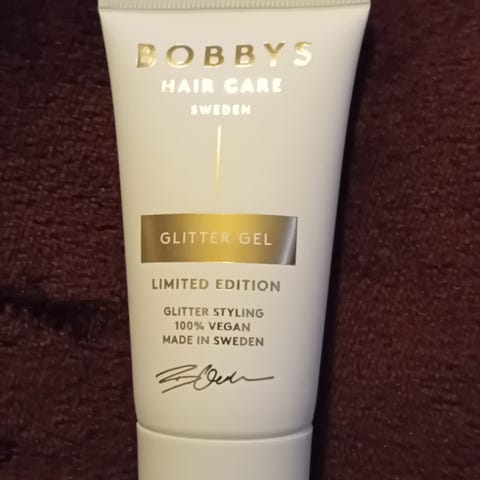 BOBBYS
HAIR CARE
SWEDEN
GLITTER GEL
LIMITED EDITION
GLITTER STYLING
100% VEGAN
MADE IN SWEDEN